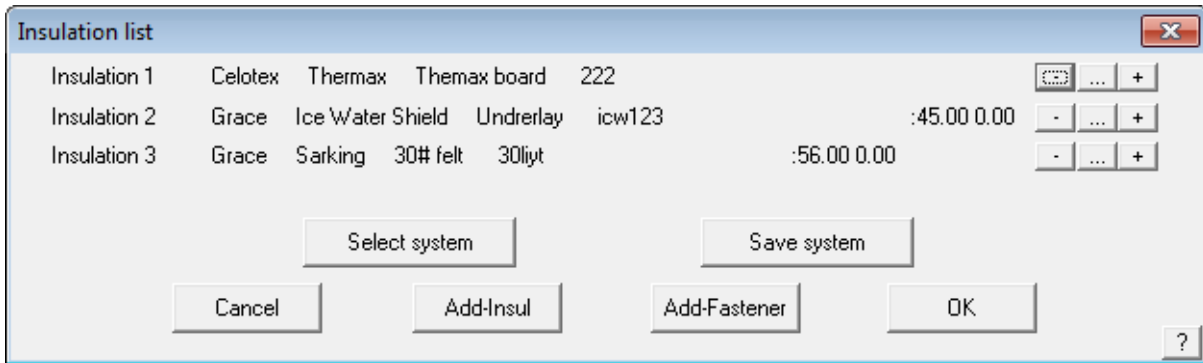 Insulation list
Insulation 1 Celotex Thermax Themax board 222 - ... +
Insulation 2 Grace Ice Water Shield Undrerlay icw123 :45.00 0.00 - ... +
Insulation 3 Grace Sarking 30# felt 30liyt :56.00 0.00 - ... +
Select system Save system
Cancel Add-Insul Add-Fastener OK
?